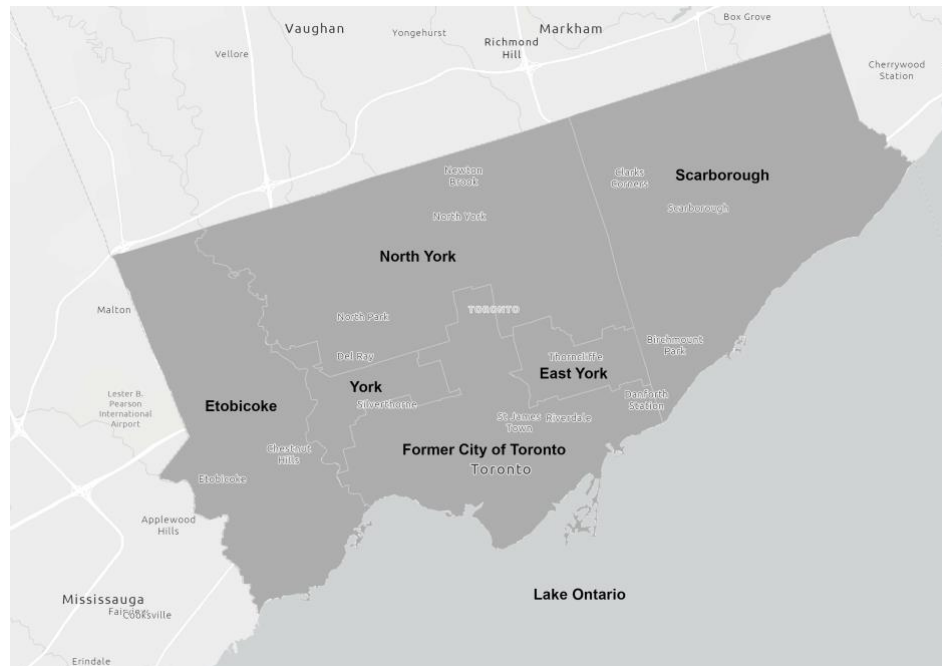 Box Grove
Vaughan
Yongehurst
Markham
Richmond
Hill
Vellore
Cherrywood
Station
Newton
Brook
Clarks
Corners
Scarborough
Scarborough
North York
North York
Malton
North Park
TORONTO
Birchmount
Park
Del Ray
Thorncliffe
East York
York
Silverthorne
Danforth
Station
Lester B.
Pearson
International
Airport
Etobicoke
St James
Town
Riverdale
Chestnut
Hills
Former City of Toronto
Toronto
Etobicoke
Applewood
Hills
Lake Ontario
Mississauga
Fairview
Cooksville
Erindale